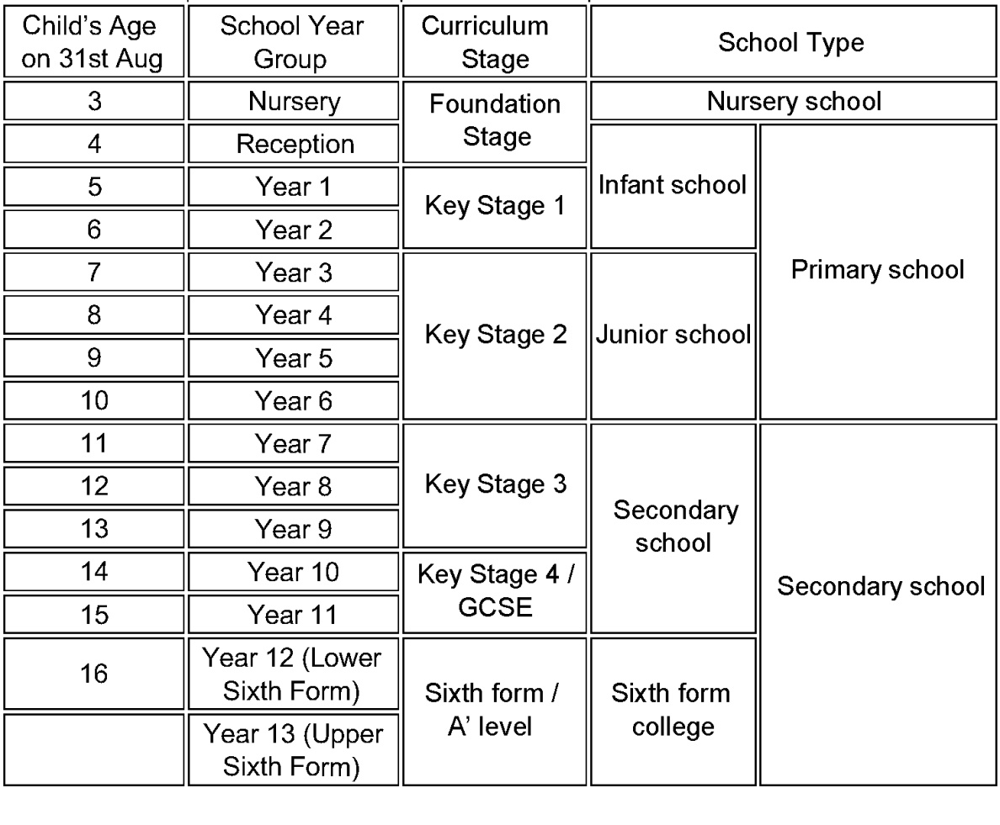 Child's Age
on 31st Aug
School Year
Group
Curriculum
Stage
School Type
3
Nursery
Foundation
Stage
Nursery school
4
Reception
Infant school
Primary school
5
Year 1
Key Stage 1
6
Year 2
7
Year 3
Key Stage 2
Junior school
8
Year 4
9
Year 5
10
Year 6
11
Year 7
Key Stage 3
Secondary
school
Secondary school
12
Year 8
13
Year 9
14
Year 10
Key Stage 4 /
GCSE
15
Year 11
16
Year 12 (Lower
Sixth Form)
Sixth form /
A' level
Sixth form
college
Year 13 (Upper
Sixth Form)